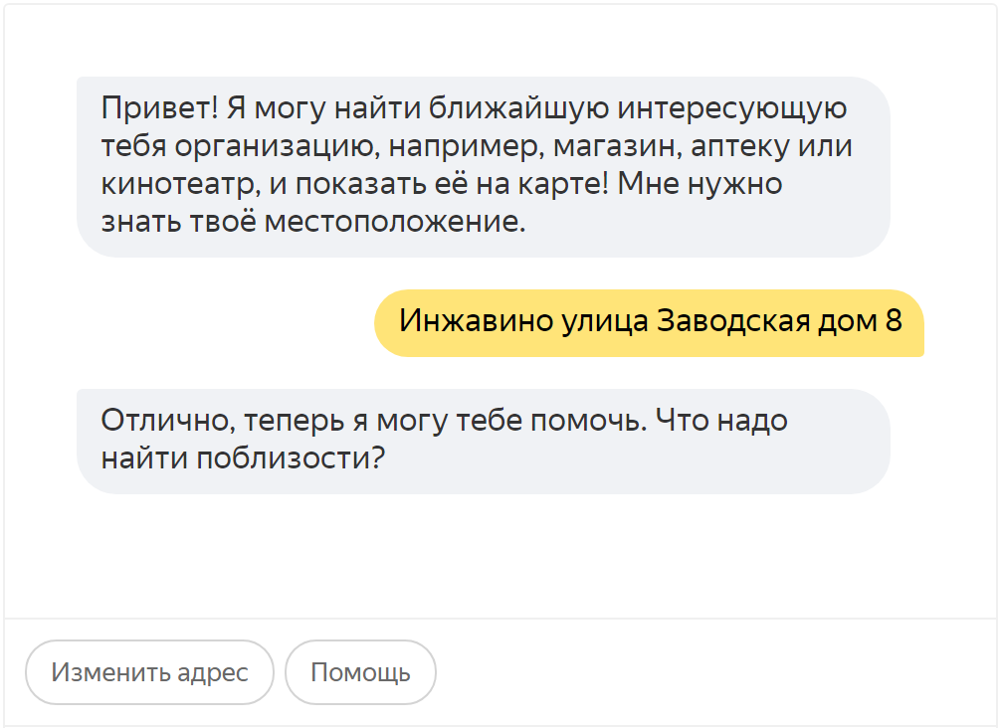 Привет! Я могу найти ближайшую интересующую
тебя организацию, например, магазин, аптеку или
кинотеатр, и показать её на карте! Мне нужно
знать твоё местоположение.
Инжавино улица Заводская дом 8
Отлично, теперь я могу тебе помочь. Что надо
найти поблизости?
Изменить адрес
Помощь